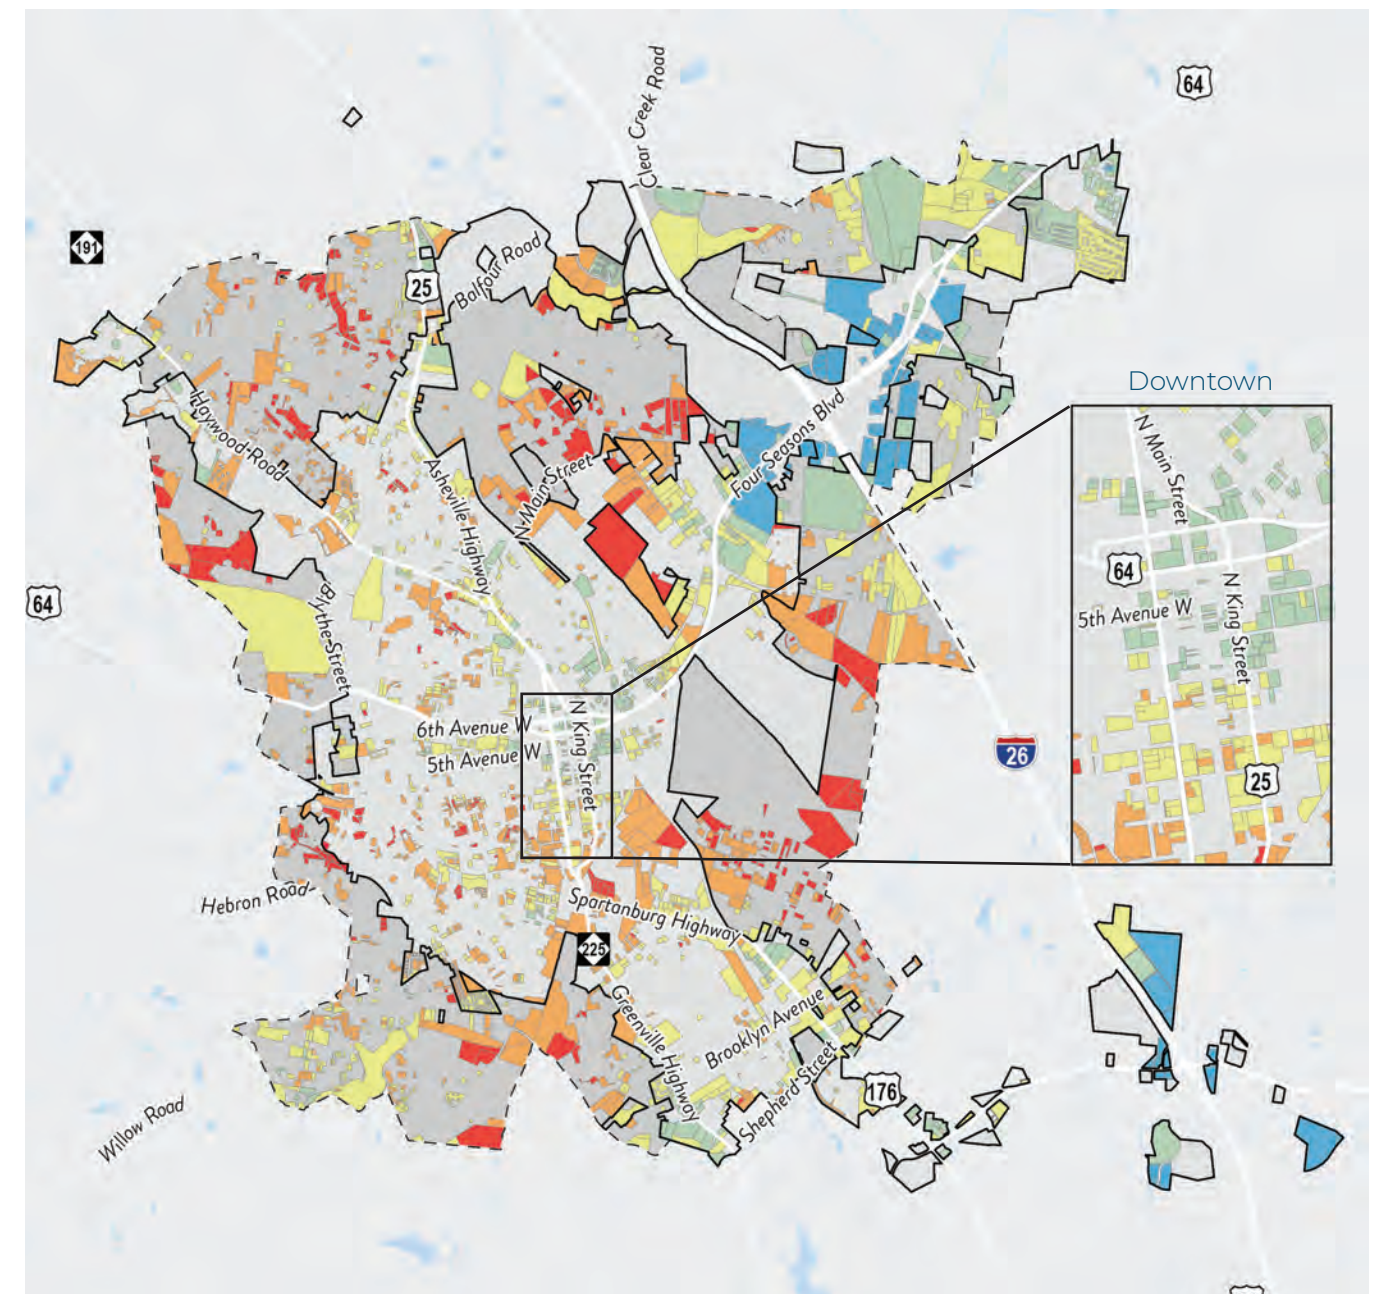 Clear Creek Road
64
191
25
Balfour Road
Downtown
Haywood Road
Four Seasons Blvd
N Main Street
Asheville Highway
N Main Street
64
5th Avenue W
N King Street
25
64
Blythe Street
6th Avenue W
5th Avenue W
N King Street
26
Hebron Road
Spartanburg Highway
225
Greenville Highway
Brooklyn Avenue
Shepherd Street
176
Willow Road